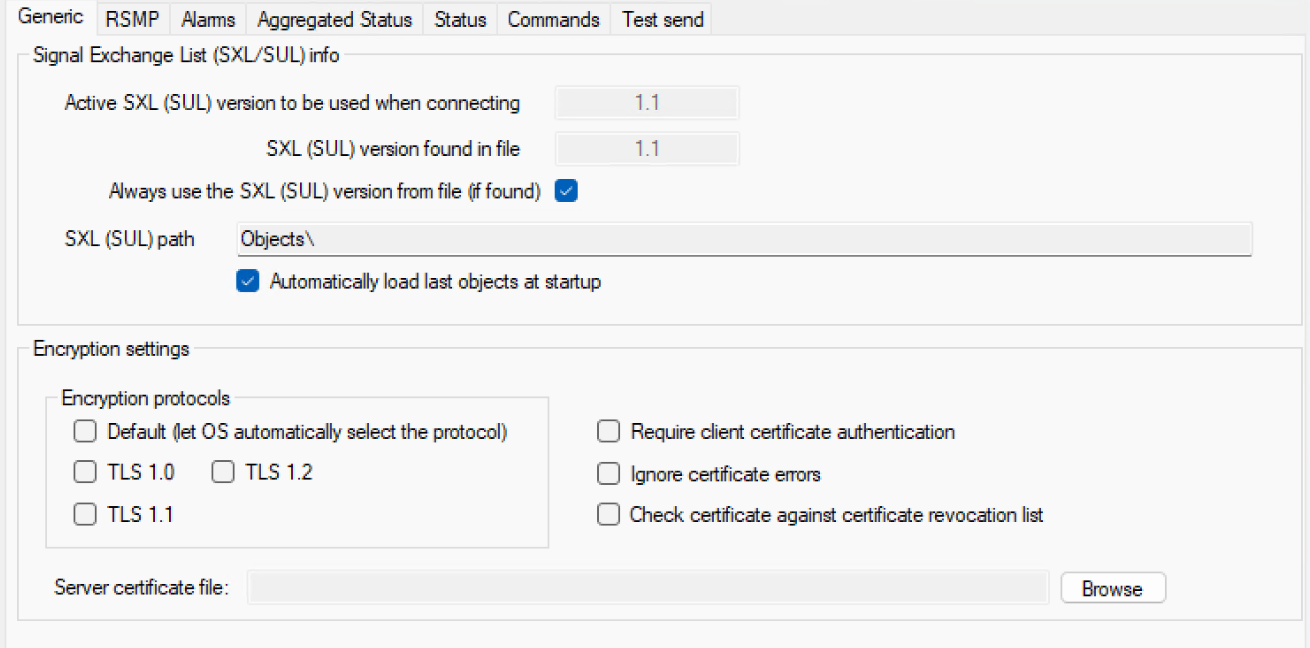 Generic RSMP Alarms Aggregated Status Status Commands Test send
Signal Exchange List (SXL/SUL) info
Active SXL (SUL) version to be used when connecting 1.1
SXL (SUL) version found in file 1.1
Always use the SXL (SUL) version from file (if found)
SXL (SUL) path Objects\
Automatically load last objects at startup
Encryption settings
Encryption protocols
Default (let OS automatically select the protocol) Require client certificate authentication
TLS 1.0 TLS 1.2 Ignore certificate errors
TLS 1.1 Check certificate against certificate revocation list
Server certificate file: Browse